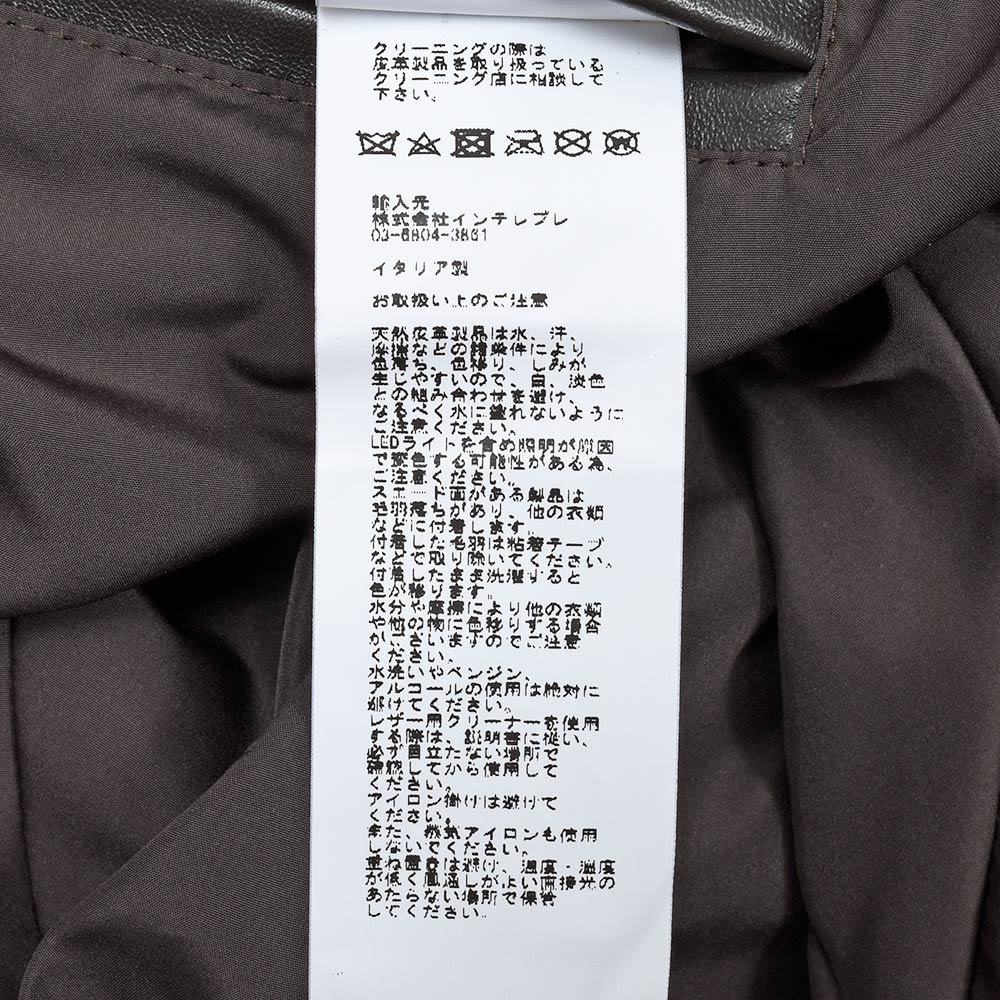 クリーニングの際は
皮革製品を取り扱っている
クリーニング店に相談して
下さい。
輸入元
株式会社インテレプレ
03-6804-3861
イタリア製
お取扱い上のご注意
天然皮革製品は水、汗、
摩擦などの諸条件により
色落ち、色移り、しみが
生じやすいので、白、淡色
との組み合わせを避け、
なるべく水に触れないように
ご注意ください。
LEDライトを含め照明が原因
で変色する可能性がある為、
ご注意ください。
スエード面がある製品は
毛羽落ちがあり、他の衣類
などに付着します。
付着した毛羽は粘着テープ
などで取り除いてください。
付着したまま洗濯すると
色が移ります。
水分や摩擦により他の衣類
や他の物に色移りする場合
がございますのでご注意
ください。
水洗いやベンジン、
アルコールの使用は絶対に
避けてください。
レザー用クリーナーを使用
する際は、説明書に従い、
必ず目立たない場所で
確認してから使用して
ください。
アイロン掛けは避けて
ください。
また、蒸気アイロンも使用
しないでください。
重ね置きは避け、温度・湿度
が低く風通しがよい直接光の
あたらない場所で保管
してください。